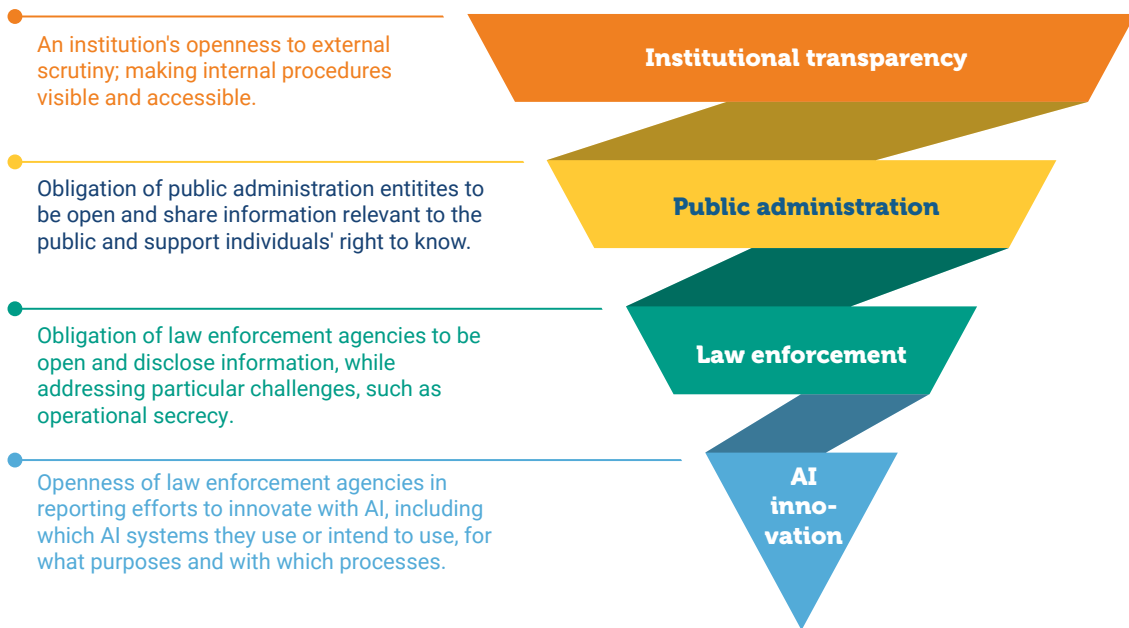 An institution's openness to external
scrutiny; making internal procedures
visible and accessible.
Institutional transparency
Obligation of public administration entitites to
be open and share information relevant to the
public and support individuals' right to know.
Public administration
Obligation of law enforcement agencies to be
open and disclose information, while
addressing particular challenges, such as
operational secrecy.
Law enforcement
Openness of law enforcement agencies in
reporting efforts to innovate with AI, including
which AI systems they use or intend to use, for
what purposes and with which processes.
AI
inno-
vation